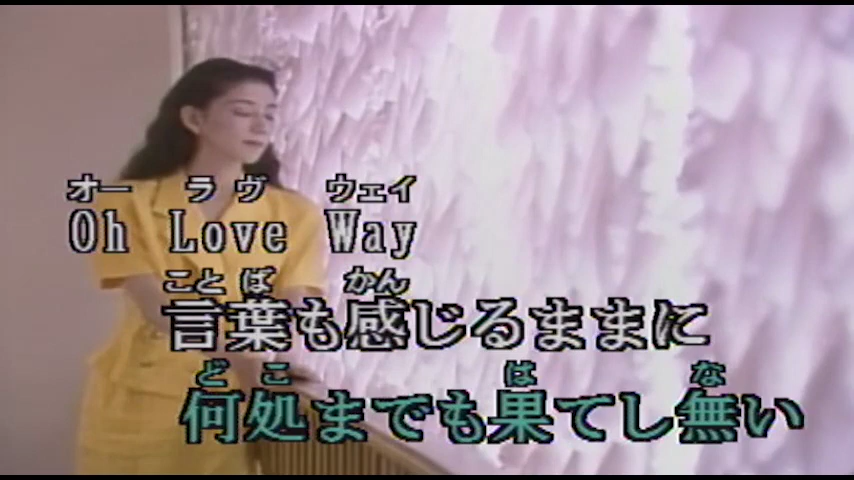 オー ラヴ ウェイ
Oh Love Way
ことば かん
言葉も感じるままに
どこ は な
何処までも果てし無い